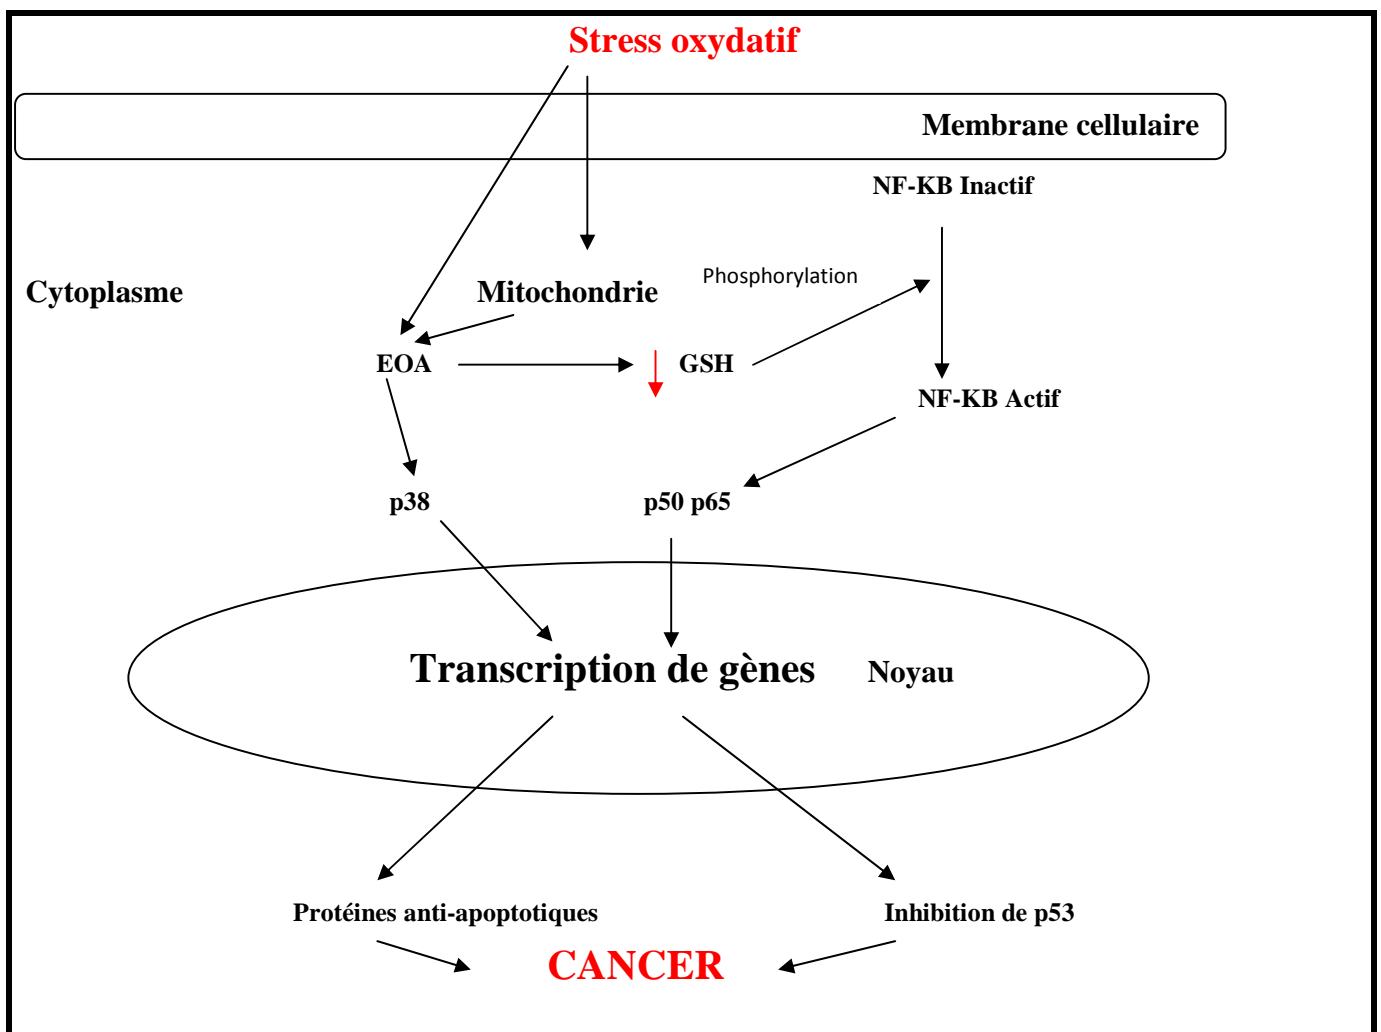 Stress oxydatif
Membrane cellulaire
NF-KB Inactif
Phosphorylation
Cytoplasme
Mitochondrie
EOA
GSH
NF-KB Actif
p38
p50 p65
Transcription de gènes
Noyau
Protéines anti-apoptotiques
Inhibition de p53
CANCER